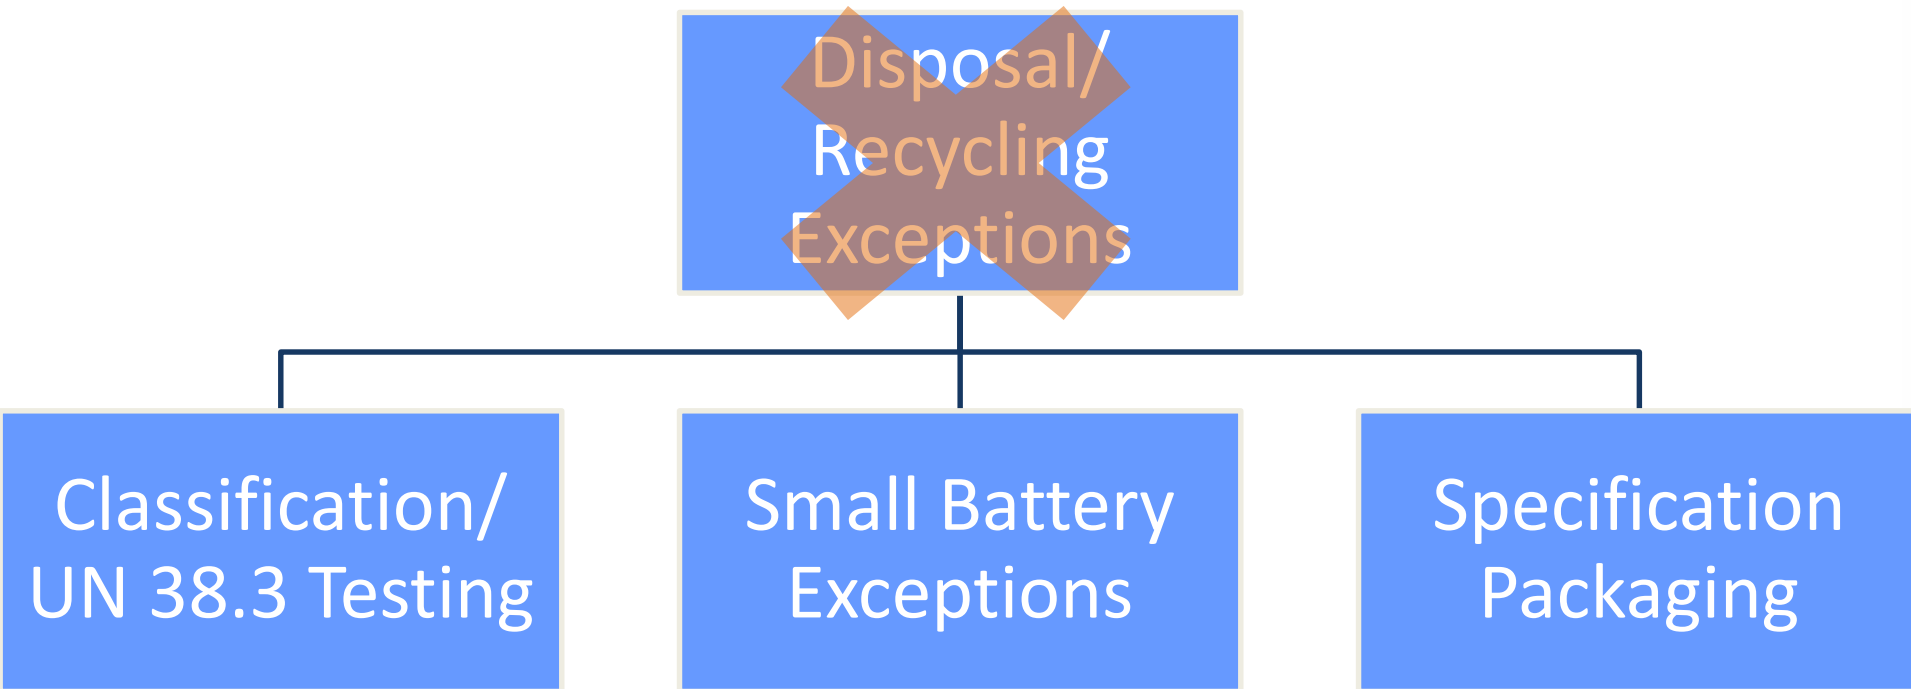 Disposal/
Recycling
Exceptions
Classification/
UN 38.3 Testing
Small Battery
Exceptions
Specification
Packaging